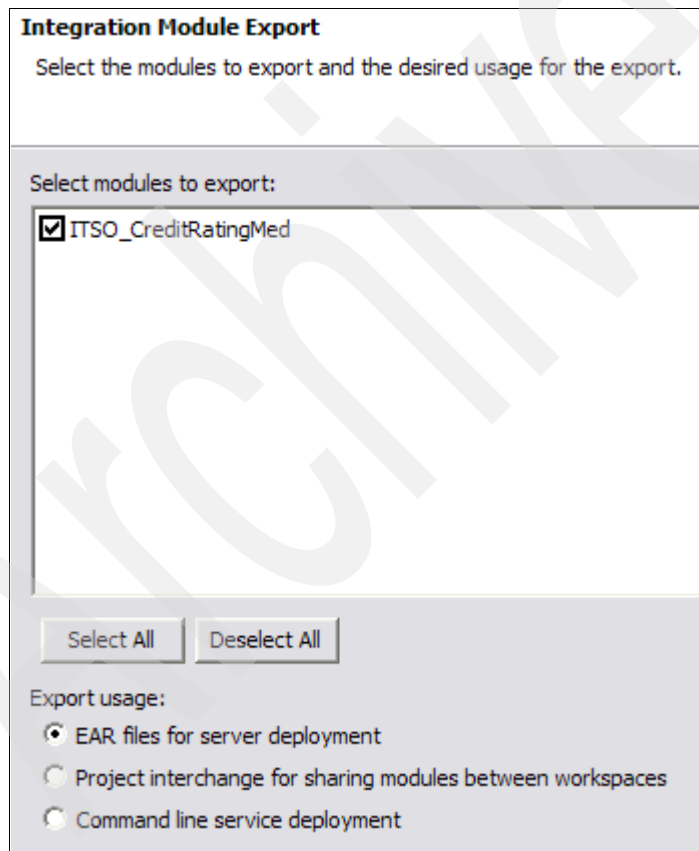 Integration Module Export
Select the modules to export and the desired usage for the export.
Select modules to export:
ITSO_CreditRatingMed
Select All Deselect All
Export usage:
EAR files for server deployment
Project interchange for sharing modules between workspaces
Command line service deployment
Archive